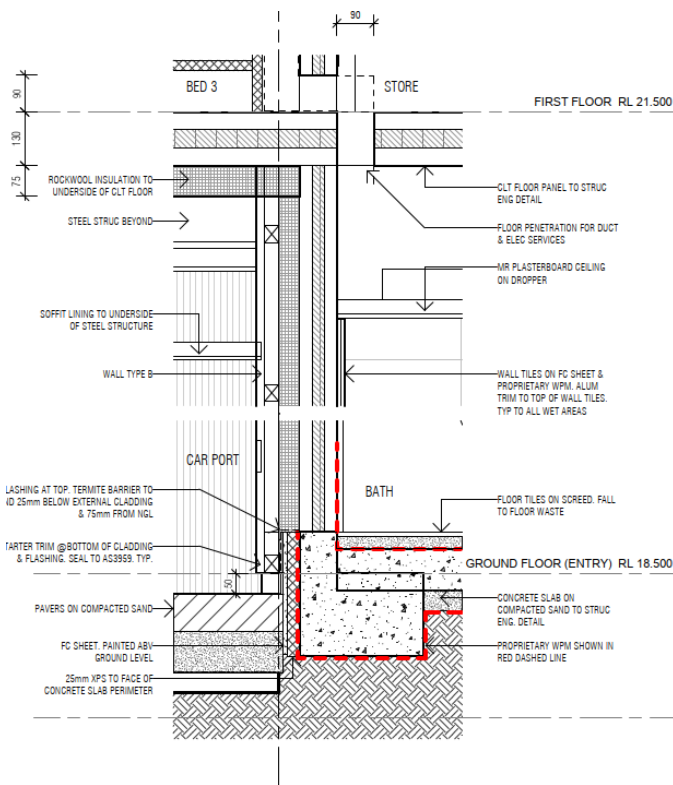 90
BED 3
STORE
90
FIRST FLOOR RL 21.500
130
75
ROCKWOOL INSULATION TO
UNDERSIDE OF CLT FLOOR
CLT FLOOR PANEL TO STRUC
ENG DETAIL
STEEL STRUC BEYOND
FLOOR PENETRATION FOR DUCT
& ELEC SERVICES
MR PLASTERBOARD CEILING
ON DROPPER
SOFFIT LINING TO UNDERSIDE
OF STEEL STRUCTURE
WALL TYPE B
WALL TILES ON FC SHEET &
PROPRIETARY WPM. ALUM
TRIM TO TOP OF WALL TILES.
TYP TO ALL WET AREAS
CAR PORT
BATH
LASHING AT TOP. TERMITE BARRIER TO
ND 25mm BELOW EXTERNAL CLADDING
& 75mm FROM NGL
FLOOR TILES ON SCREED. FALL
TO FLOOR WASTE
TARTER TRIM @BOTTOM OF CLADDING
& FLASHING. SEAL TO AS3959. TYP.
GROUND FLOOR (ENTRY) RL 18.500
50
CONCRETE SLAB ON
COMPACTED SAND TO STRUC
ENG. DETAIL
PAVERS ON COMPACTED SAND
FC SHEET. PAINTED ABV
GROUND LEVEL
PROPRIETARY WPM SHOWN IN
RED DASHED LINE
25mm XPS TO FACE OF
CONCRETE SLAB PERIMETER